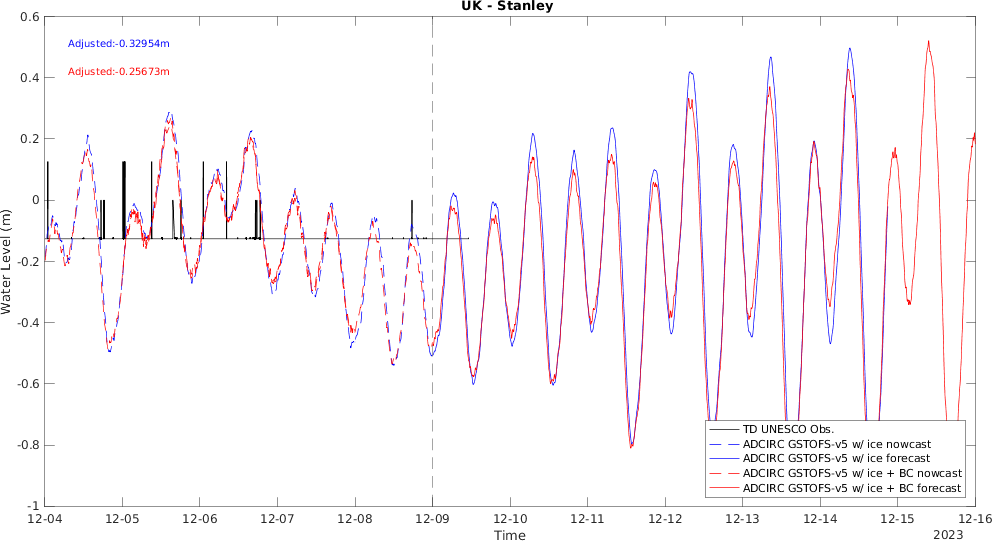 UK - Stanley
Adjusted:-0.32954m
Adjusted:-0.25673m
Water Level (m)
0.6
0.4
0.2
0
-0.2
-0.4
-0.6
-0.8
-1
TD UNESCO Obs.
ADCIRC GSTOFS-v5 w/ ice nowcast
ADCIRC GSTOFS-v5 w/ ice forecast
ADCIRC GSTOFS-v5 w/ ice + BC nowcast
ADCIRC GSTOFS-v5 w/ ice + BC forecast
12-04 12-05 12-06 12-07 12-08 12-09 12-10 12-11 12-12 12-13 12-14 12-15 12-16
Time
2023